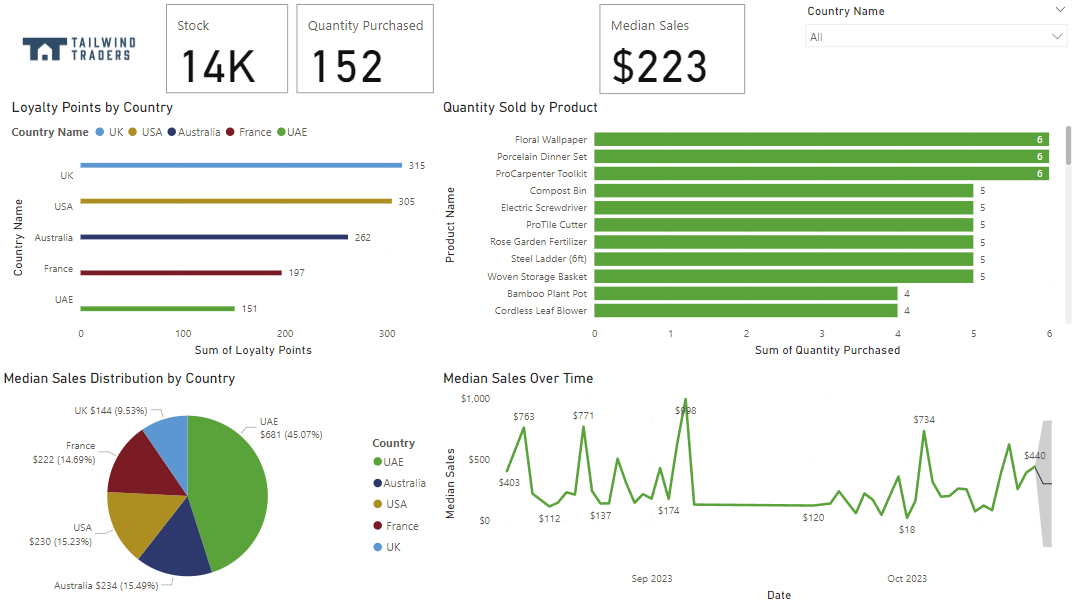 TAILWIND
TRADERS
Stock
14K
Quantity Purchased
152
Median Sales
$223
Country Name
All
Loyalty Points by Country
Country Name UK USA Australia France UAE
Country Name
UK
315
USA
305
Australia
262
France
197
UAE
151
0 100 200 300
Sum of Loyalty Points
Quantity Sold by Product
Product Name
Floral Wallpaper 6
Porcelain Dinner Set 6
ProCarpenter Toolkit 6
Compost Bin 5
Electric Screwdriver 5
ProTile Cutter 5
Rose Garden Fertilizer 5
Steel Ladder (6ft) 5
Woven Storage Basket 5
Bamboo Plant Pot 4
Cordless Leaf Blower 4
0 1 2 3 4 5 6
Sum of Quantity Purchased
Median Sales Distribution by Country
UK $144 (9.53%)
UAE
$681 (45.07%)
France
$222 (14.69%)
USA
$230 (15.23%)
Australia $234 (15.49%)
Country
UAE
Australia
USA
France
UK
Median Sales Over Time
Median Sales
$1,000
$500
$0
$403
$763
$112
$771
$137
$174
$998
$120
$18
$734
$440
Sep 2023 Oct 2023
Date